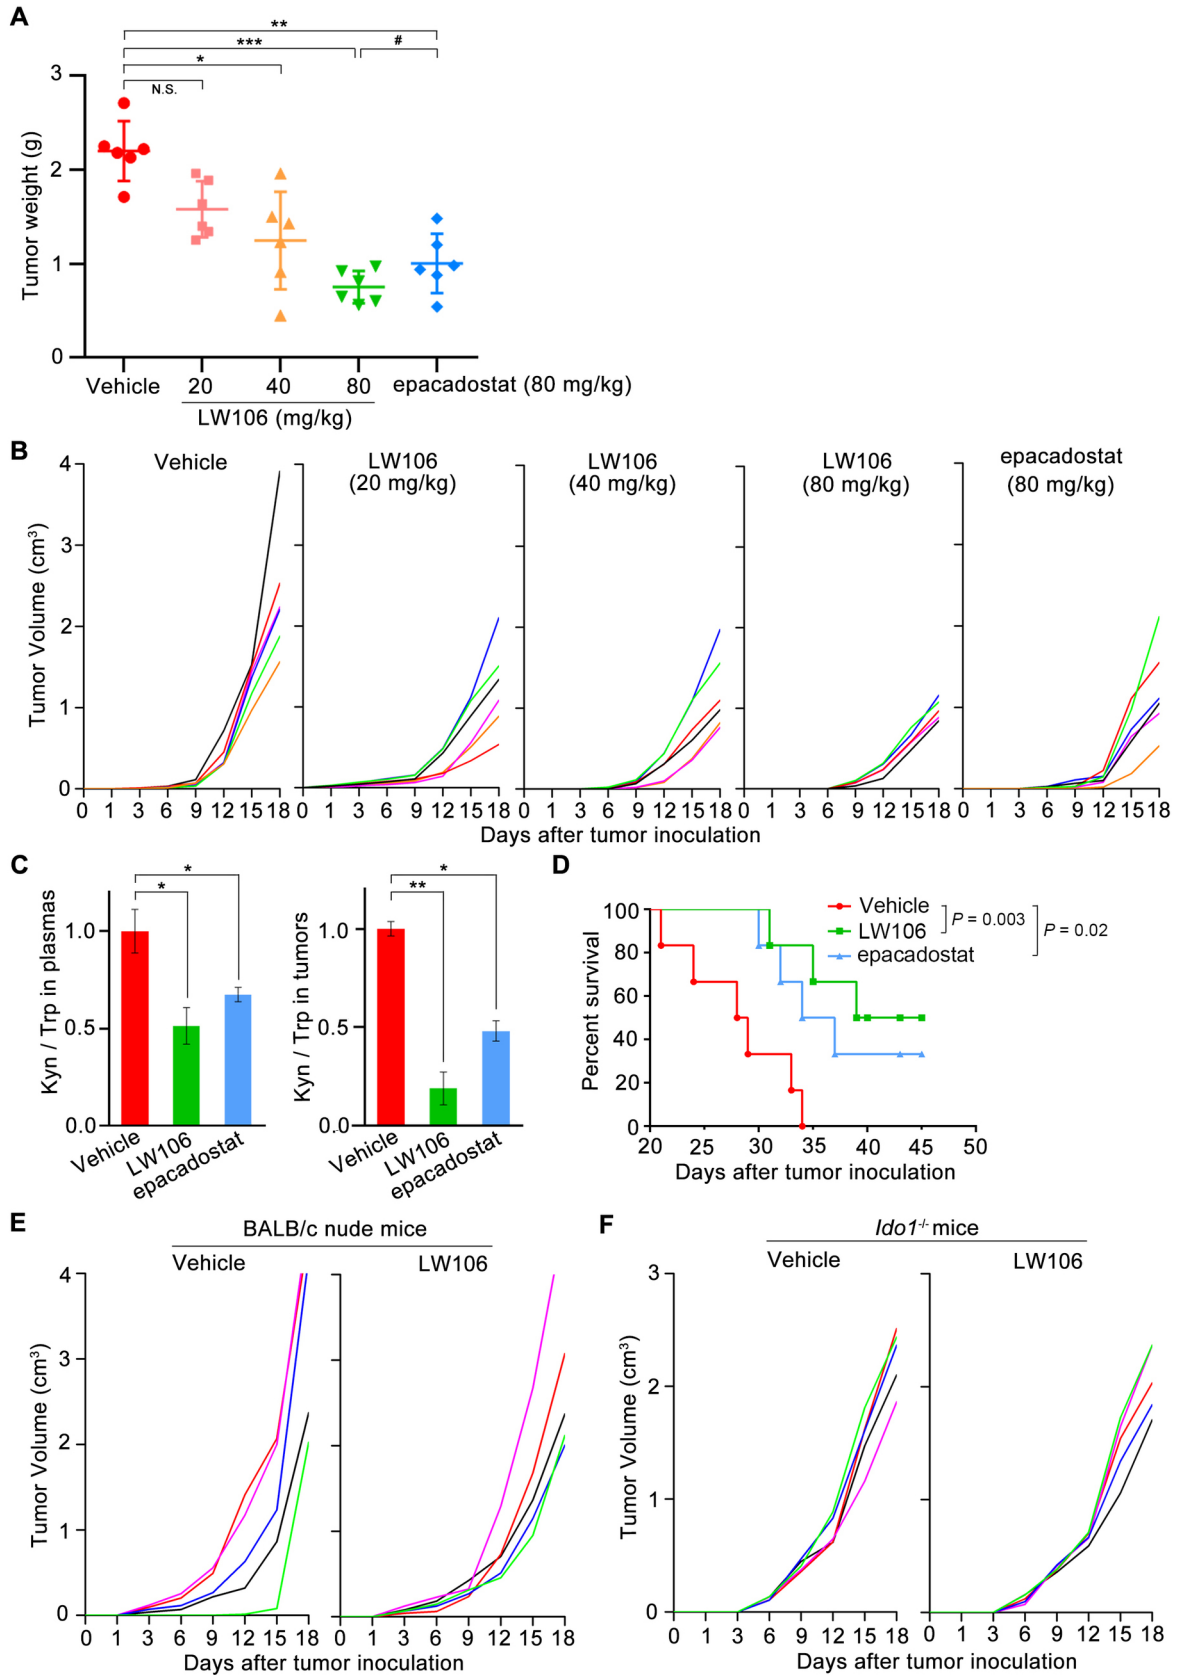 A
**
***
#
*
N.S.
Tumor weight (g)
3
2
1
0
Vehicle
20
40
80
epacadostat (80 mg/kg)
LW106 (mg/kg)
B
Vehicle
LW106
(20 mg/kg)
LW106
(40 mg/kg)
LW106
(80 mg/kg)
epacadostat
(80 mg/kg)
Tumor Volume (cm³)
4
3
2
1
0
0 1 3 6 9 12 15 18
0 1 3 6 9 12 15 18
0 1 3 6 9 12 15 18
0 1 3 6 9 12 15 18
0 1 3 6 9 12 15 18
Days after tumor inoculation
C
*
*
Kyn / Trp in plasmas
1.0
0.5
0.0
Vehicle
LW106
epacadostat
*
**
Kyn / Trp in tumors
1.0
0.5
0.0
Vehicle
LW106
epacadostat
D
Vehicle
LW106
epacadostat
P = 0.003
P = 0.02
Percent survival
100
80
60
40
20
0
20 25 30 35 40 45 50
Days after tumor inoculation
E
BALB/c nude mice
Vehicle
LW106
Tumor Volume (cm³)
4
3
2
1
0
0 1 3 6 9 12 15 18
0 1 3 6 9 12 15 18
Days after tumor inoculation
F
Ido1⁻/⁻ mice
Vehicle
LW106
Tumor Volume (cm³)
3
2
1
0
0 1 3 6 9 12 15 18
0 1 3 6 9 12 15 18
Days after tumor inoculation